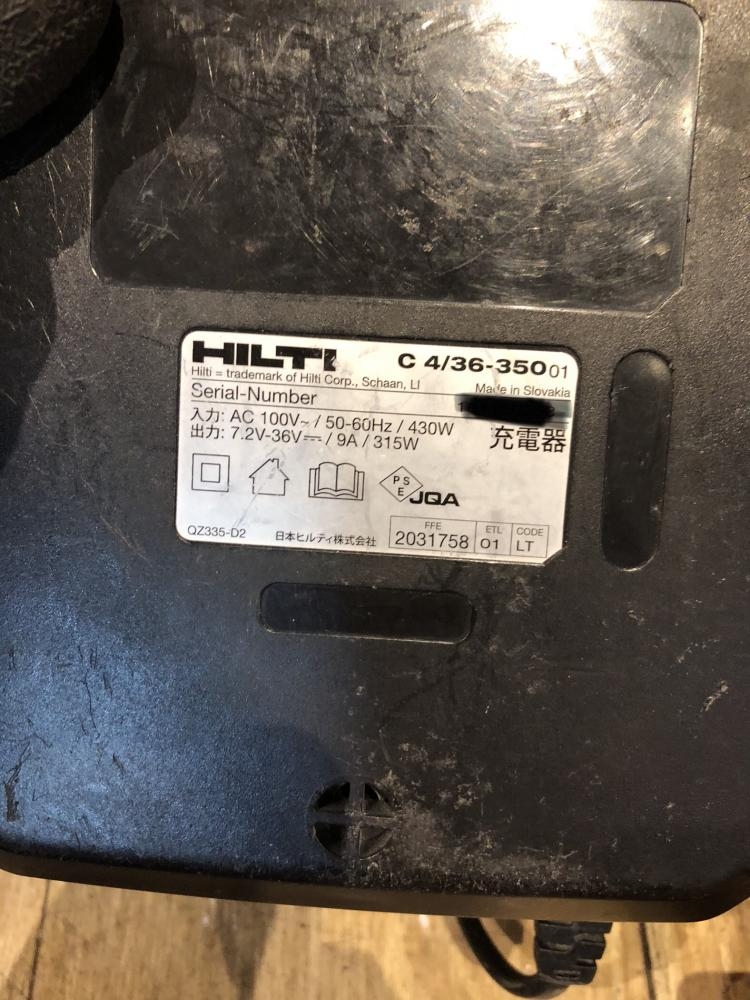 HILTI C 4/36-350 01
Hilti = trademark of Hilti Corp., Schaan, LI Made in Slovakia
Serial-Number
入力: AC 100V~ / 50-60Hz / 430W
出力: 7.2V-36V⎓ / 9A / 315W
充電器
PS
E JQA
QZ335-D2 日本ヒルティ株式会社
FFE ETL CODE
2031758 01 LT